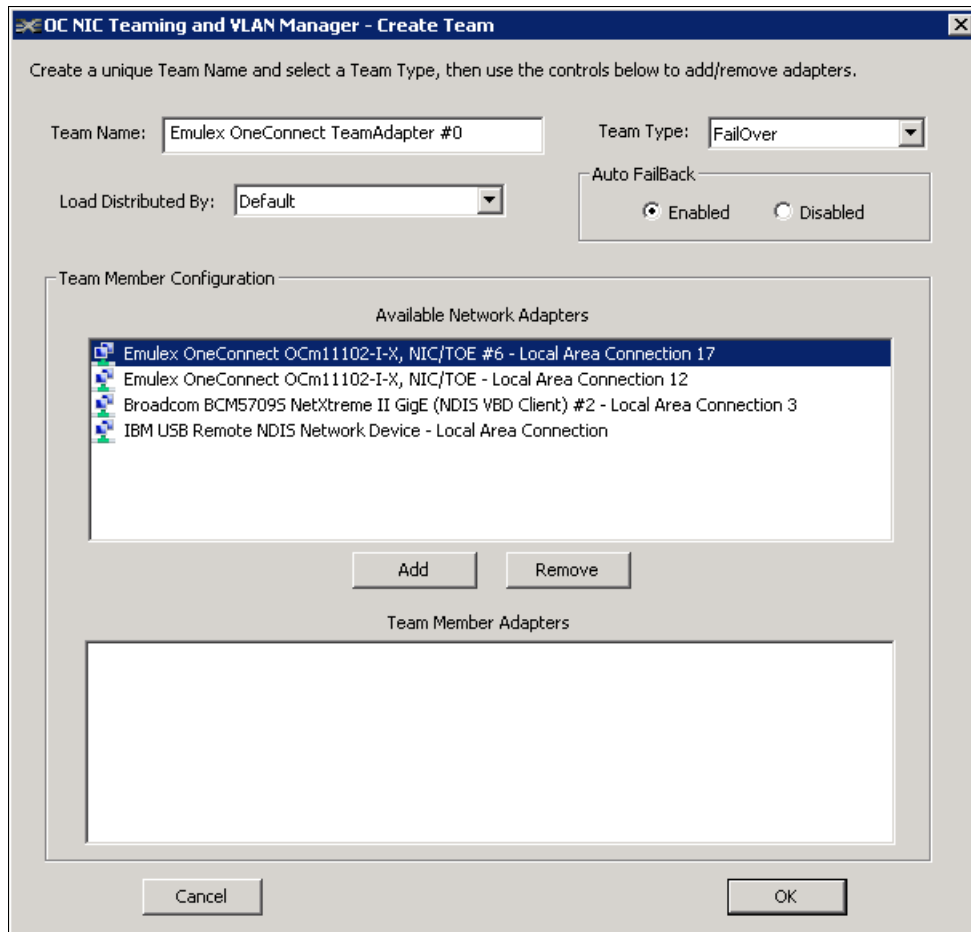 OC NIC Teaming and VLAN Manager - Create Team
Create a unique Team Name and select a Team Type, then use the controls below to add/remove adapters.
Team Name: Emulex OneConnect TeamAdapter #0
Team Type: FailOver
Load Distributed By: Default
Auto FailBack
Enabled Disabled
Team Member Configuration
Available Network Adapters
Emulex OneConnect OCm11102-I-X, NIC/TOE #6 - Local Area Connection 17
Emulex OneConnect OCm11102-I-X, NIC/TOE - Local Area Connection 12
Broadcom BCM5709S NetXtreme II GigE (NDIS VBD Client) #2 - Local Area Connection 3
IBM USB Remote NDIS Network Device - Local Area Connection
Add Remove
Team Member Adapters
Cancel OK